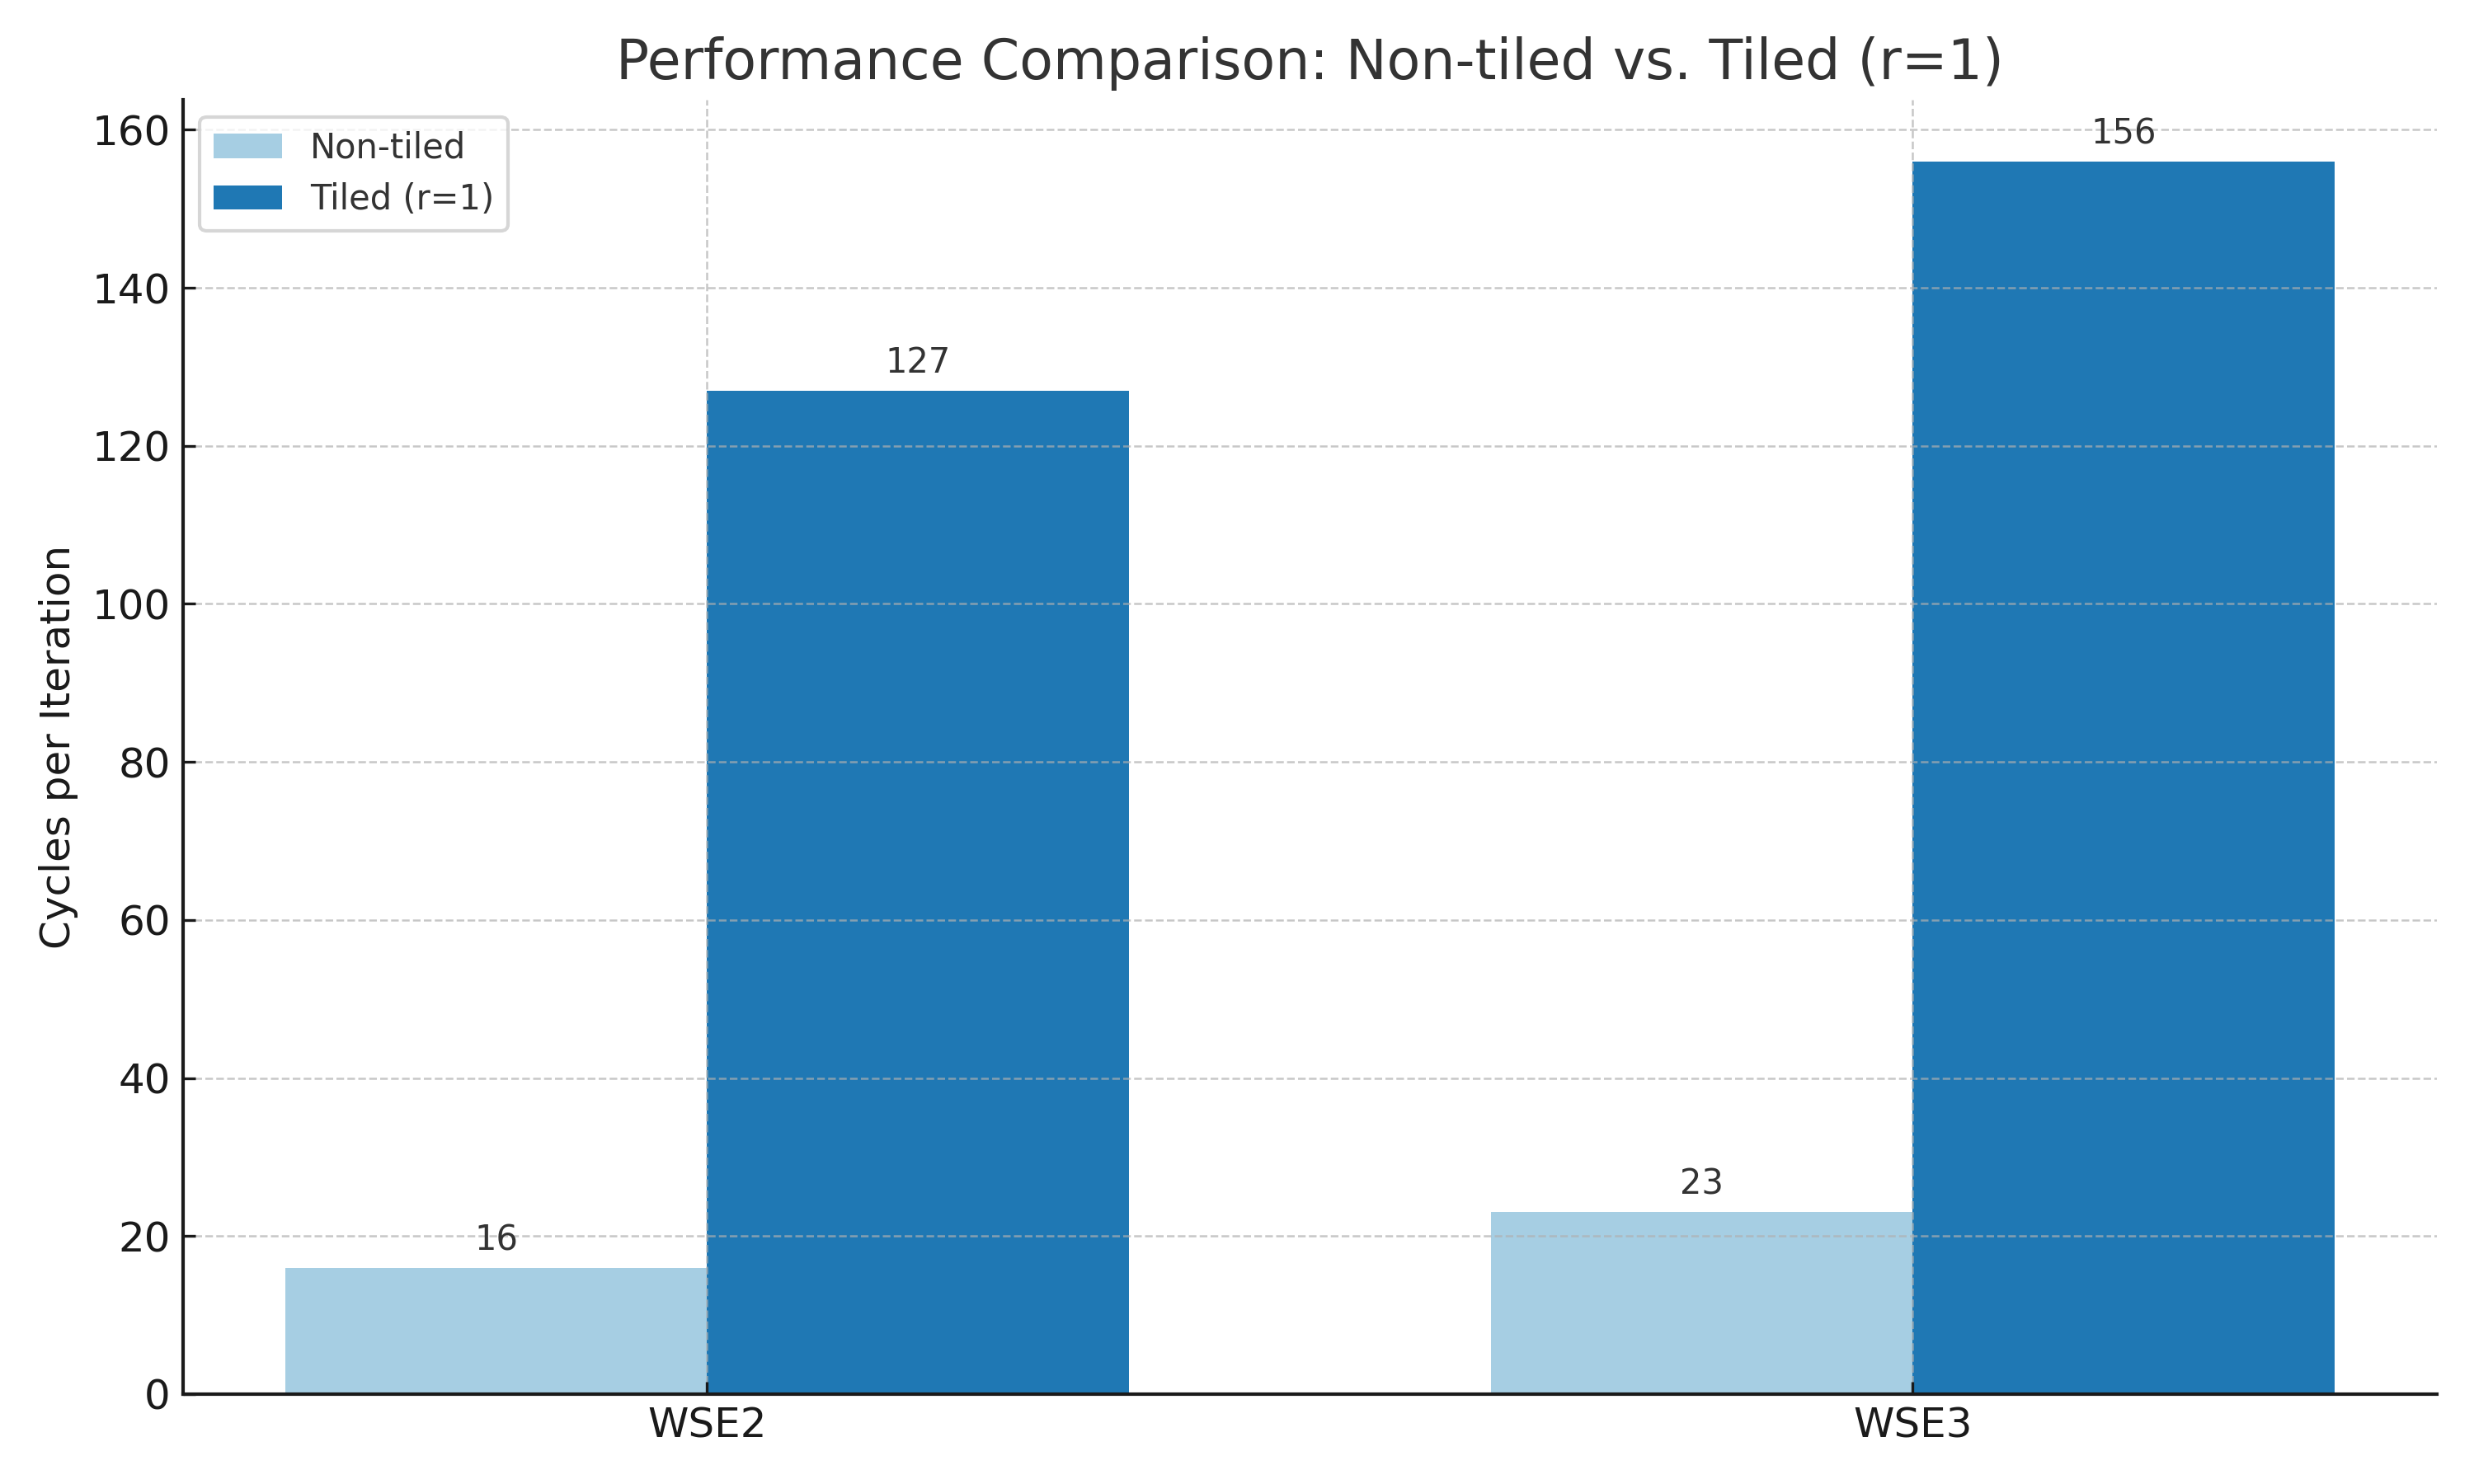 Performance Comparison: Non-tiled vs. Tiled (r=1)
Non-tiled
Tiled (r=1)
Cycles per Iteration
160
140
120
100
80
60
40
20
0
16
127
23
156
WSE2
WSE3